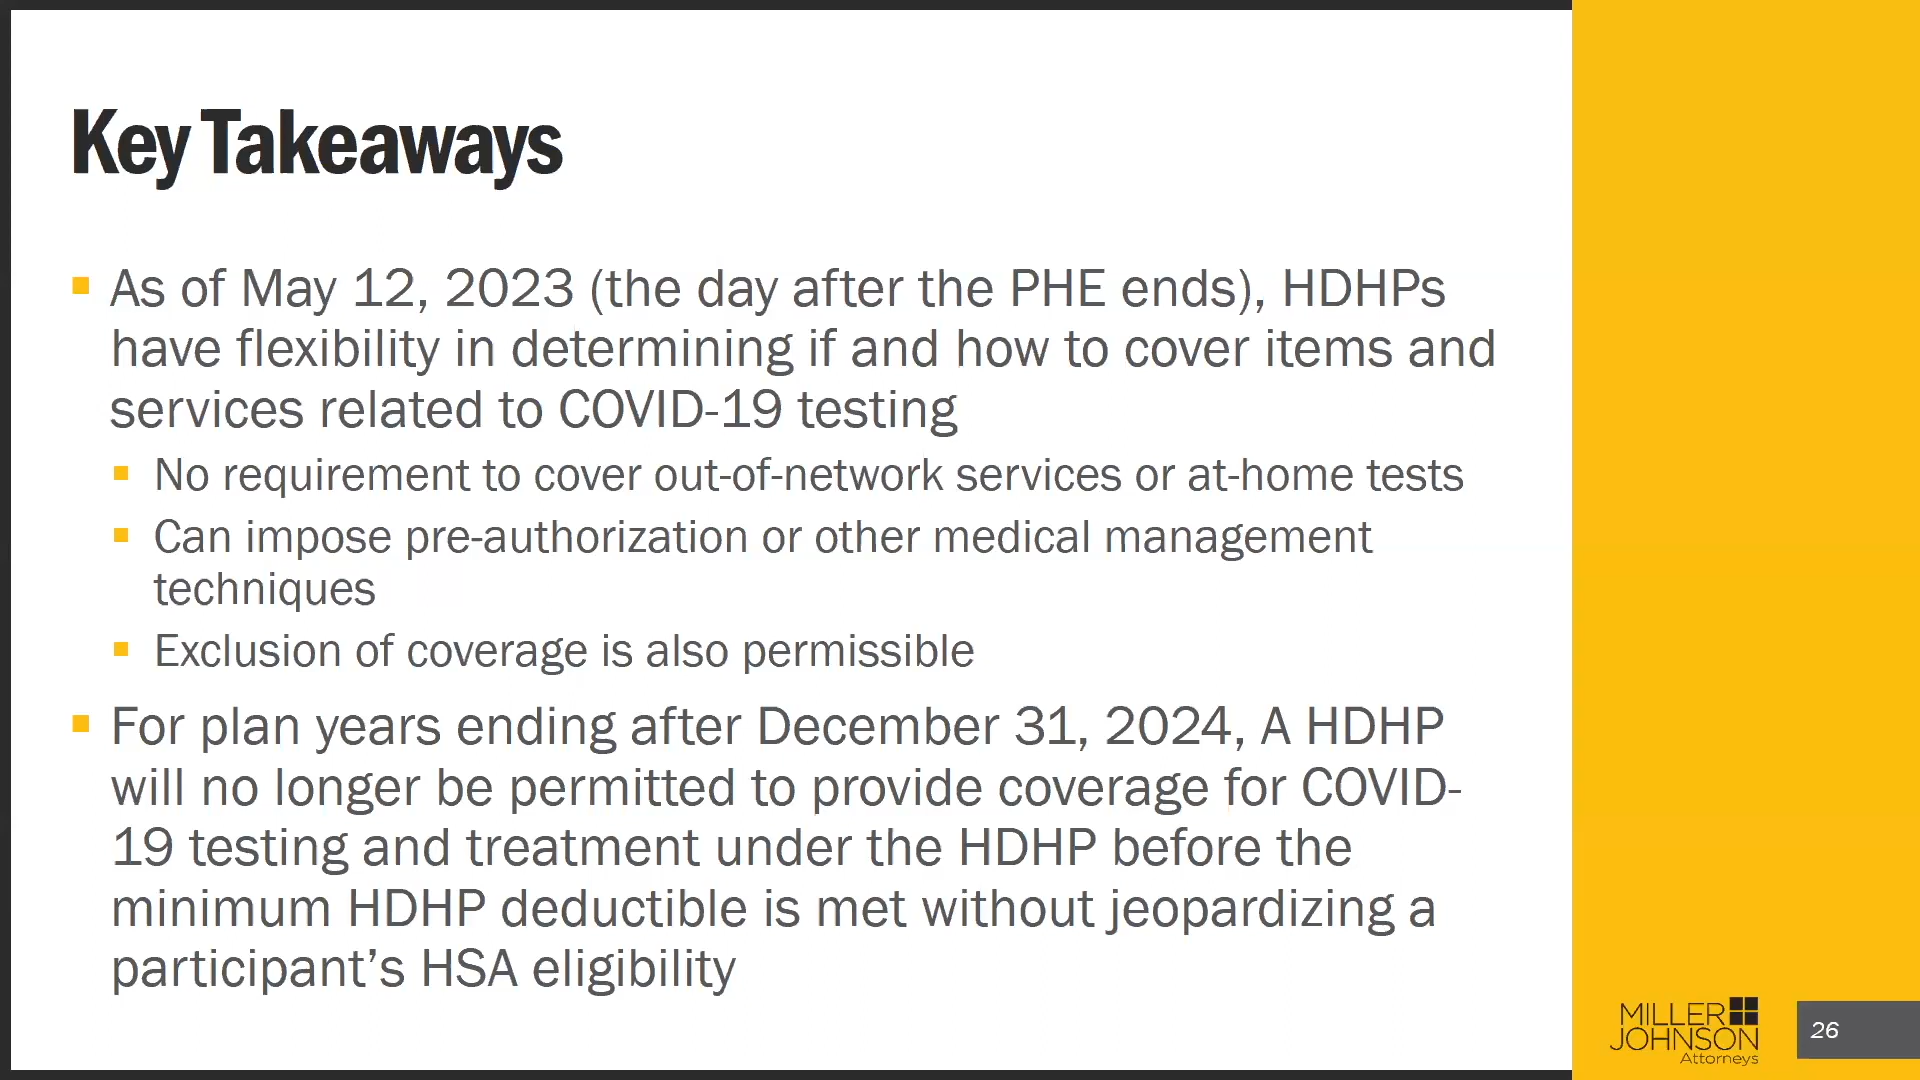 Key Takeaways
As of May 12, 2023 (the day after the PHE ends), HDHPs
have flexibility in determining if and how to cover items and
services related to COVID-19 testing
No requirement to cover out-of-network services or at-home tests
Can impose pre-authorization or other medical management
techniques
Exclusion of coverage is also permissible
For plan years ending after December 31, 2024, A HDHP
will no longer be permitted to provide coverage for COVID-
19 testing and treatment under the HDHP before the
minimum HDHP deductible is met without jeopardizing a
participant’s HSA eligibility
MILLER
JOHNSON
Attorneys
26